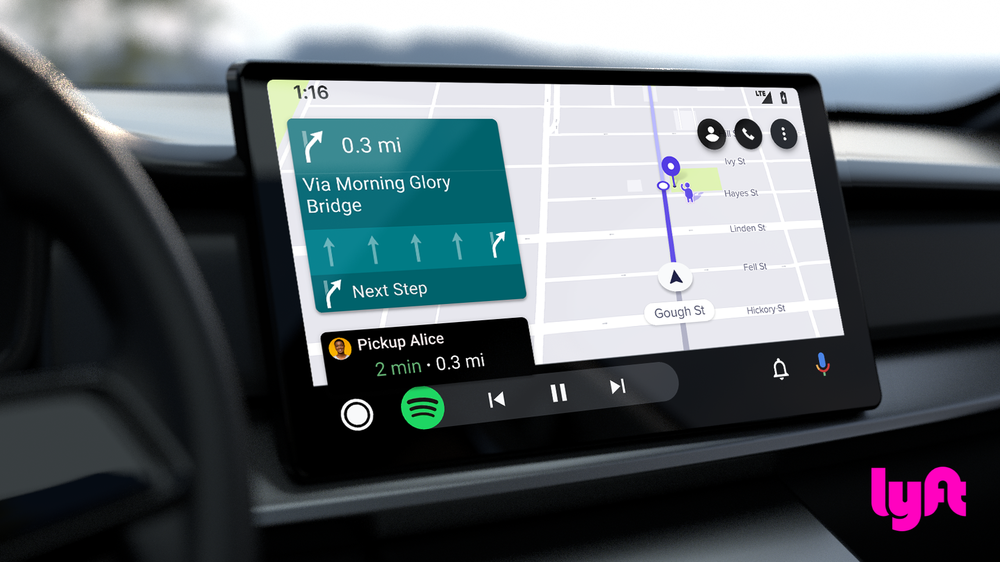 1:16
LTE
0.3 mi
Via Morning Glory
Bridge
Next Step
Pickup Alice
2 min · 0.3 mi
Ivy St
Hayes St
Linden St
Fell St
Gough St
Hickory St
lyft